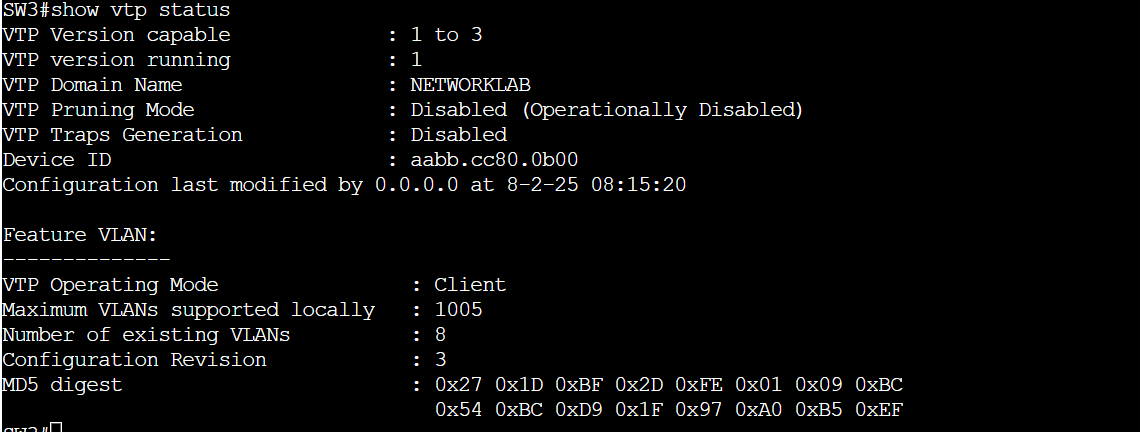 SW3#show vtp status
VTP Version capable             : 1 to 3
VTP version running             : 1
VTP Domain Name                 : NETWORKLAB
VTP Pruning Mode                : Disabled (Operationally Disabled)
VTP Traps Generation            : Disabled
Device ID                       : aabb.cc80.0b00
Configuration last modified by 0.0.0.0 at 8-2-25 08:15:20

Feature VLAN:
--------------
VTP Operating Mode                : Client
Maximum VLANs supported locally   : 1005
Number of existing VLANs          : 8
Configuration Revision            : 3
MD5 digest                        : 0x27 0x1D 0xBF 0x2D 0xFE 0x01 0x09 0xBC
                                    0x54 0xBC 0xD9 0x1F 0x97 0xA0 0xB5 0xEF
SW3#